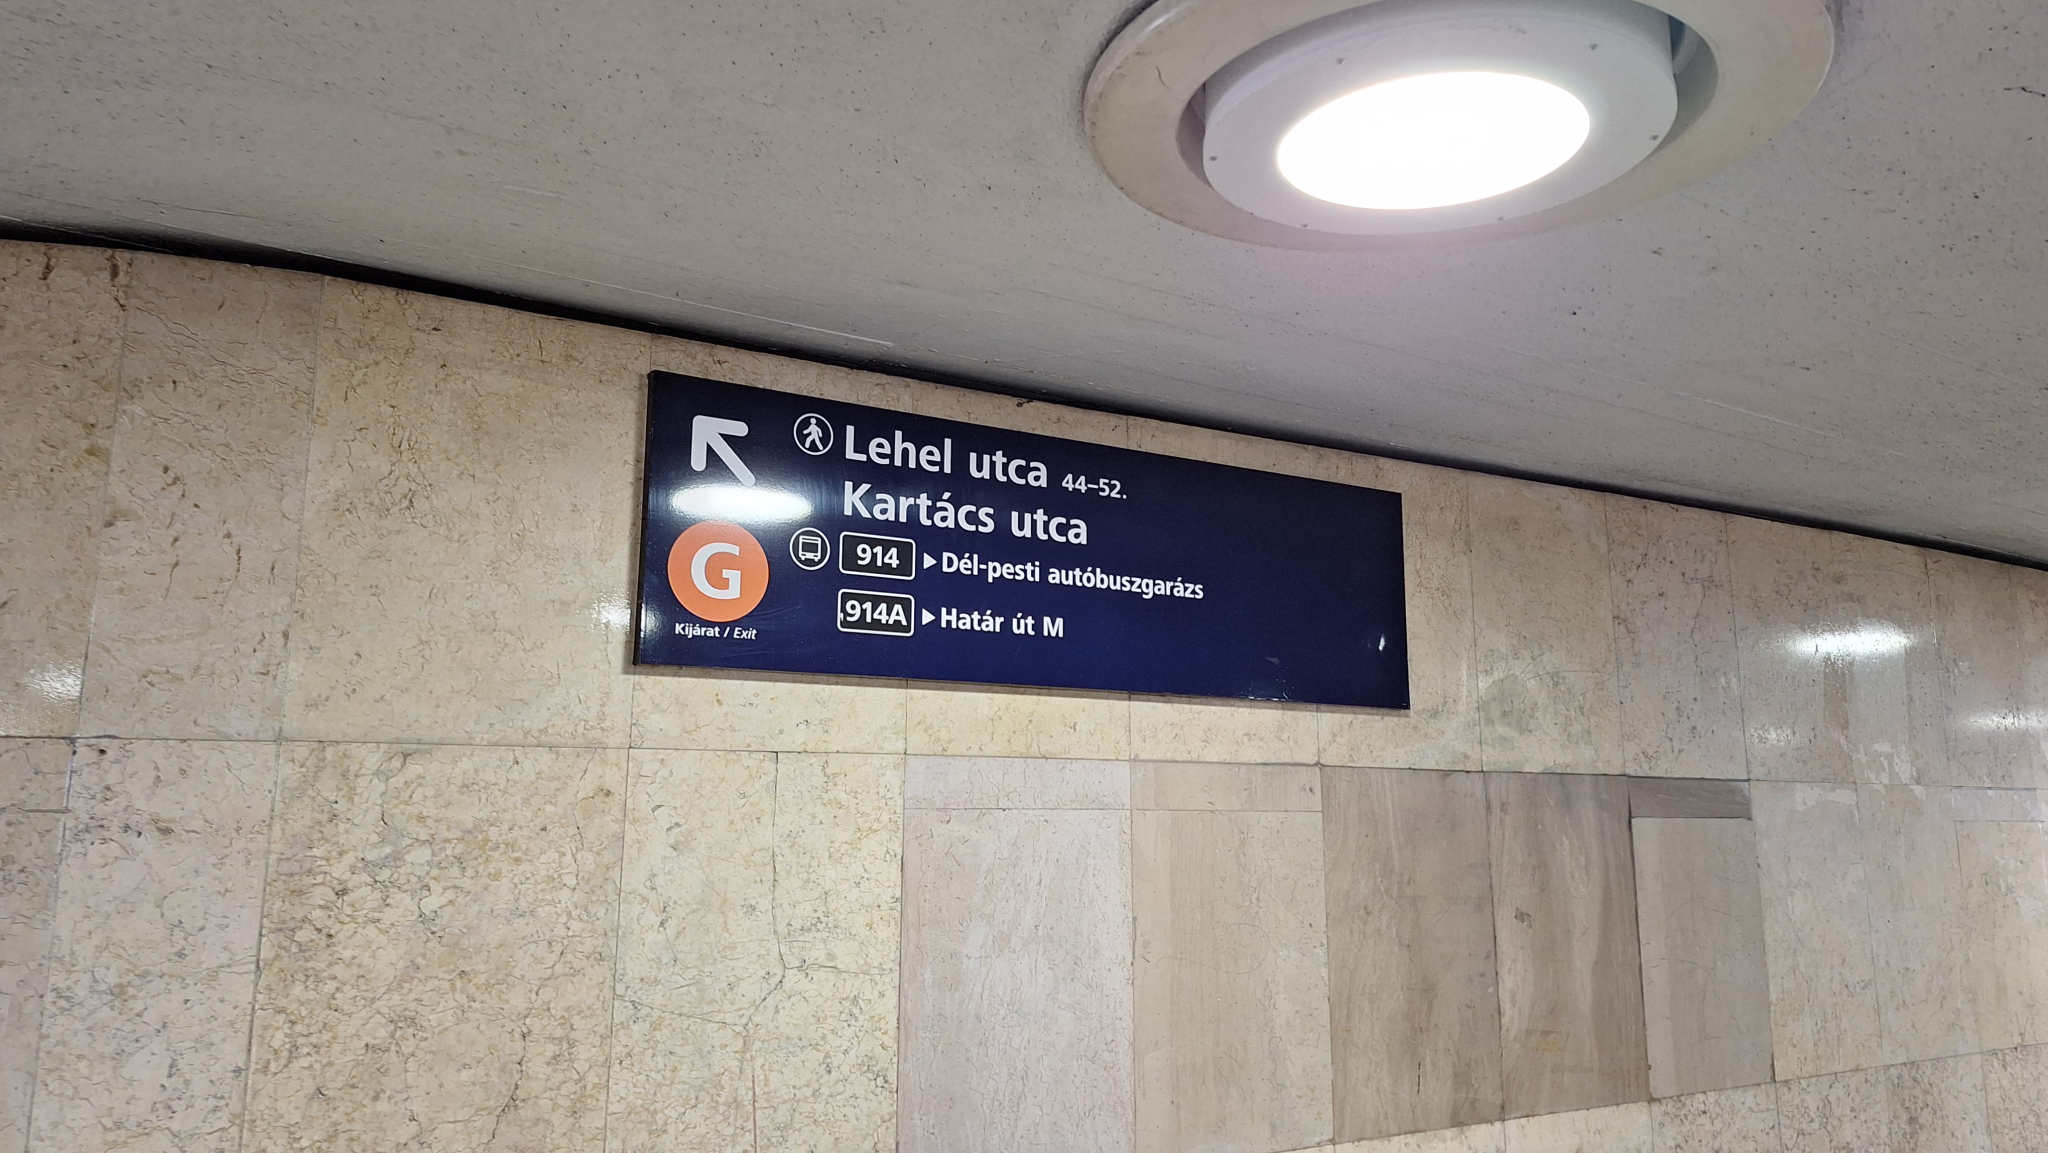 Lehel utca 44–52.
Kartács utca
G
914 Dél-pesti autóbuszgarázs
914A Határ út M
Kijárat / Exit